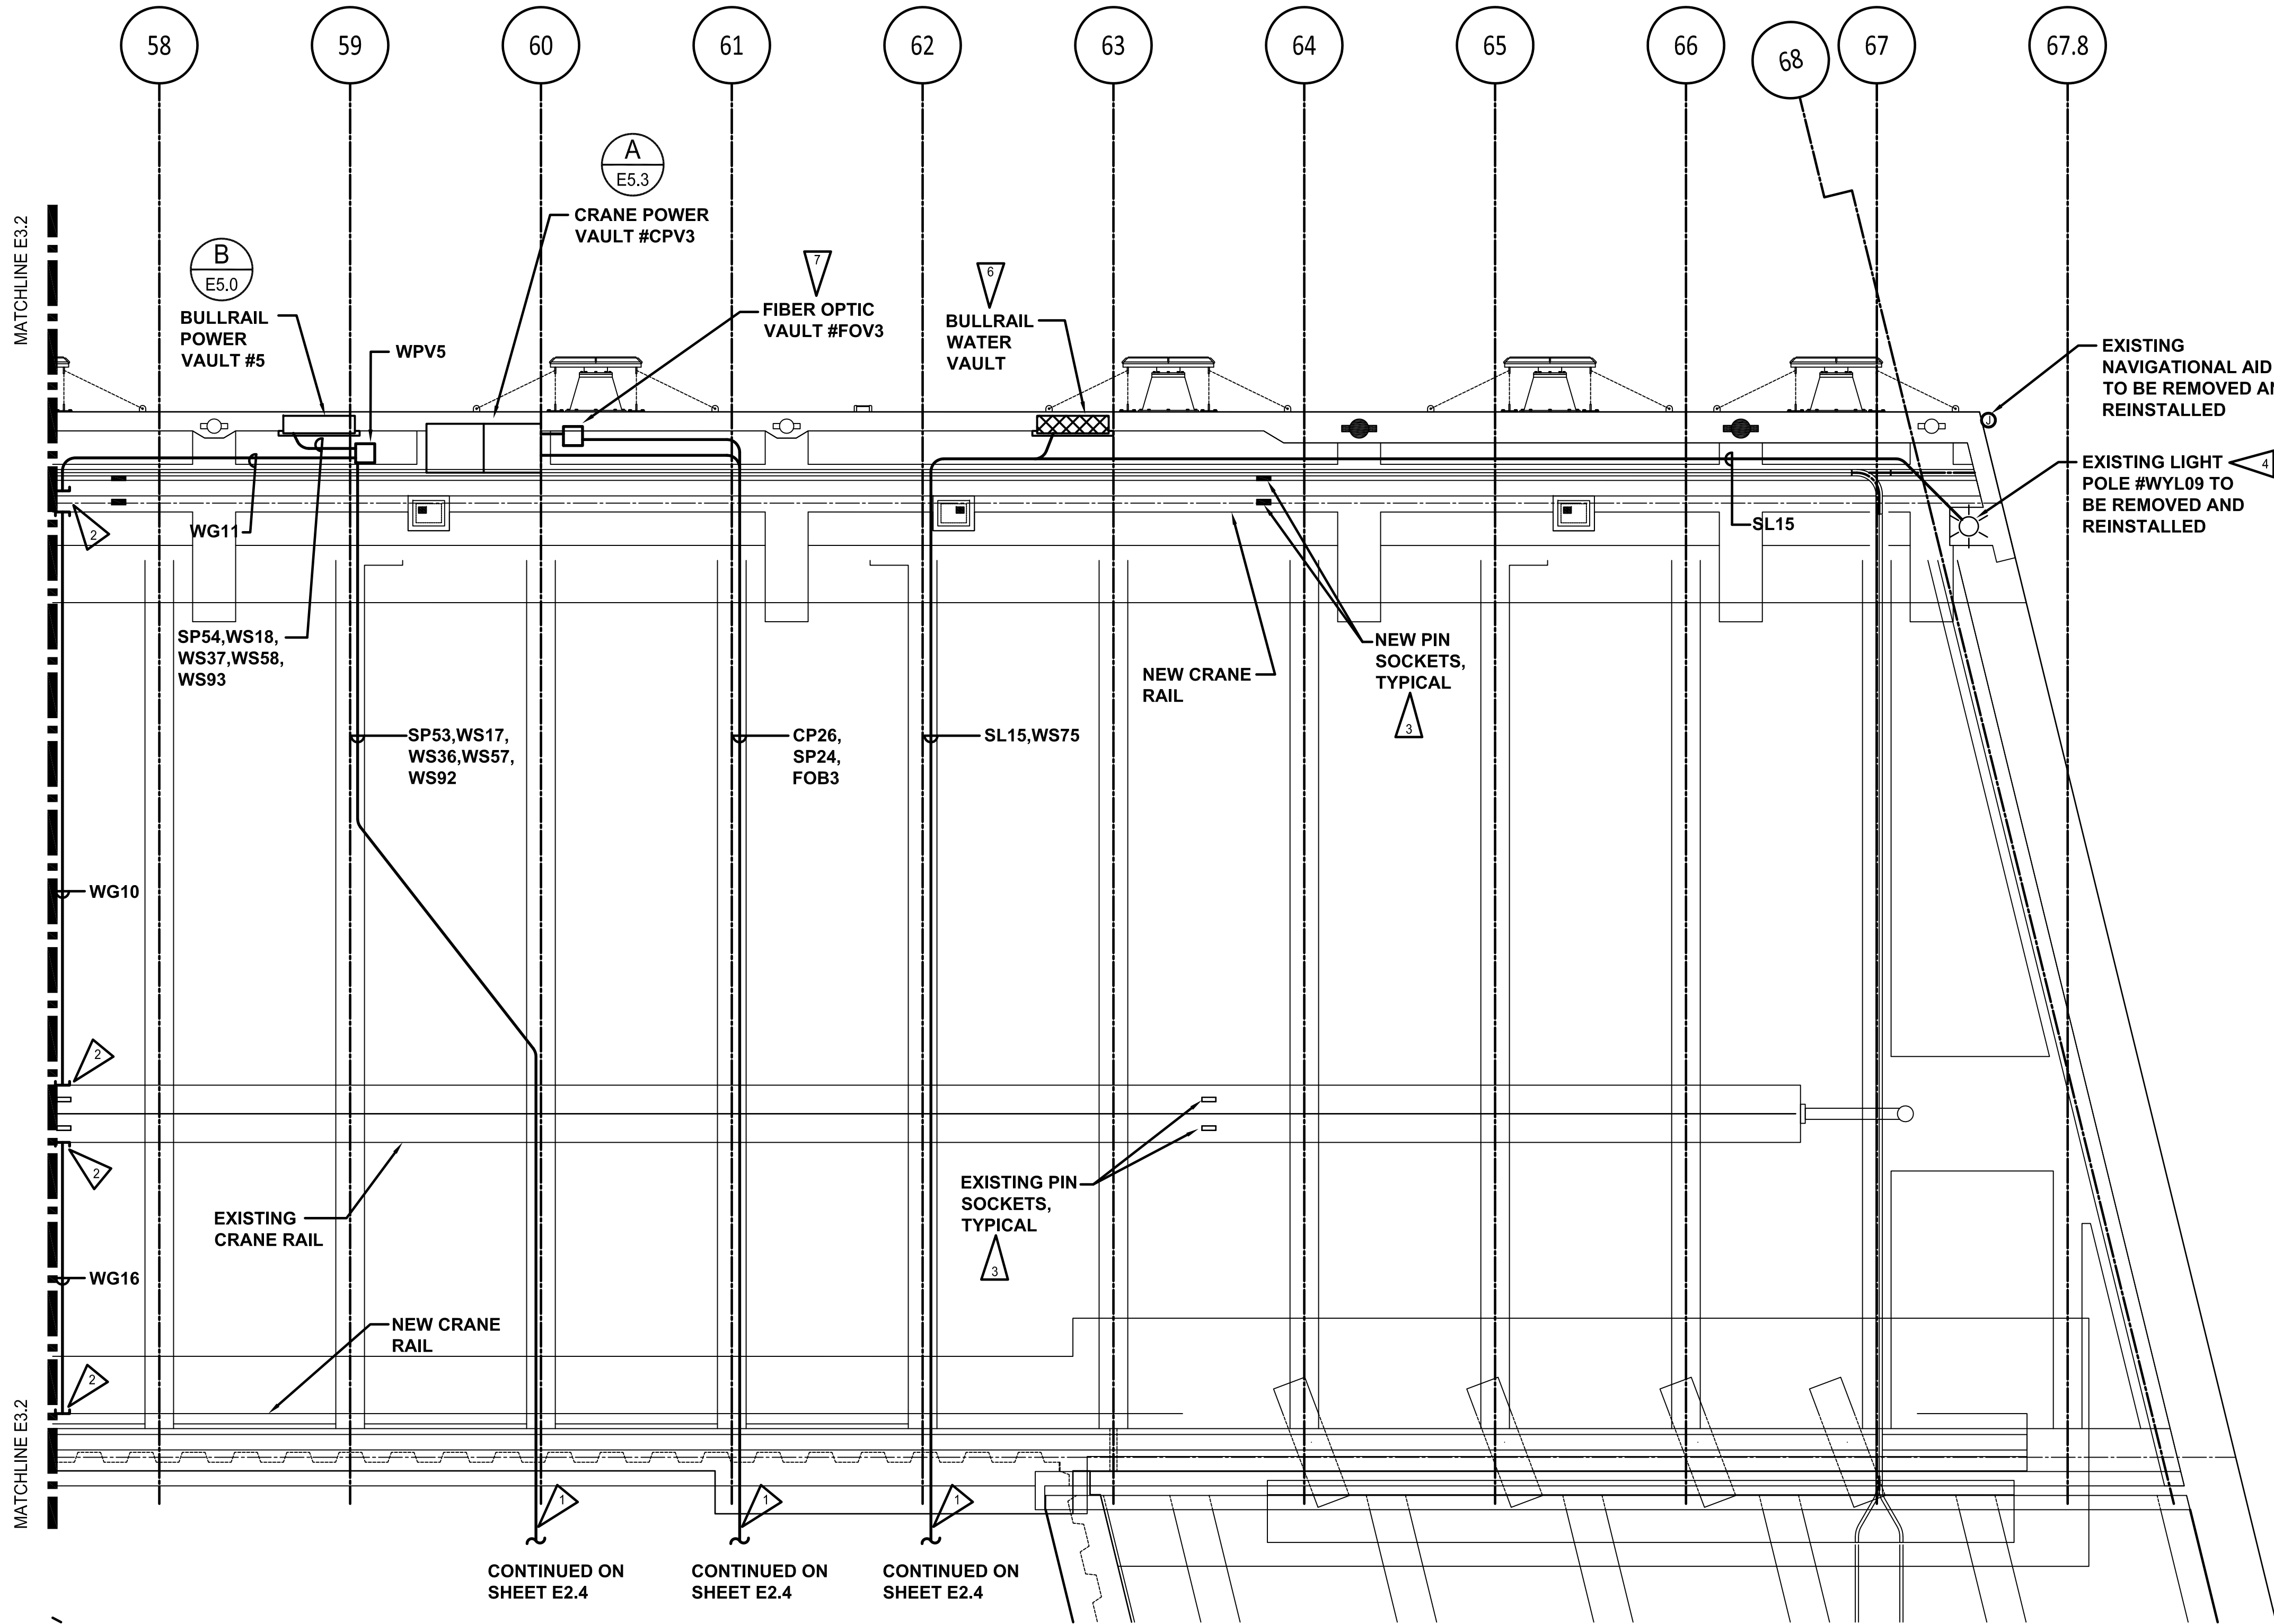 58
59
60
61
62
63
64
65
66
68
67
67.8
MATCHLINE E3.2
A
E5.3
CRANE POWER
VAULT #CPV3
B
E5.0
BULLRAIL
POWER
VAULT #5
WPV5
7
FIBER OPTIC
VAULT #FOV3
6
BULLRAIL
WATER
VAULT
EXISTING
NAVIGATIONAL AID
TO BE REMOVED
REINSTALLED
J
EXISTING LIGHT
POLE #WYL09 TO
BE REMOVED AND
REINSTALLED
4
2
WG11
SL15
SP54,WS18,
WS37,WS58,
WS93
NEW CRANE
RAIL
NEW PIN
SOCKETS,
TYPICAL
3
SP53,WS17,
WS36,WS57,
WS92
CP26,
SP24,
FOB3
SL15,WS75
WG10
2
2
EXISTING
CRANE RAIL
EXISTING PIN
SOCKETS,
TYPICAL
3
WG16
NEW CRANE
RAIL
2
MATCHLINE E3.2
1
1
1
CONTINUED ON
SHEET E2.4
CONTINUED ON
SHEET E2.4
CONTINUED ON
SHEET E2.4